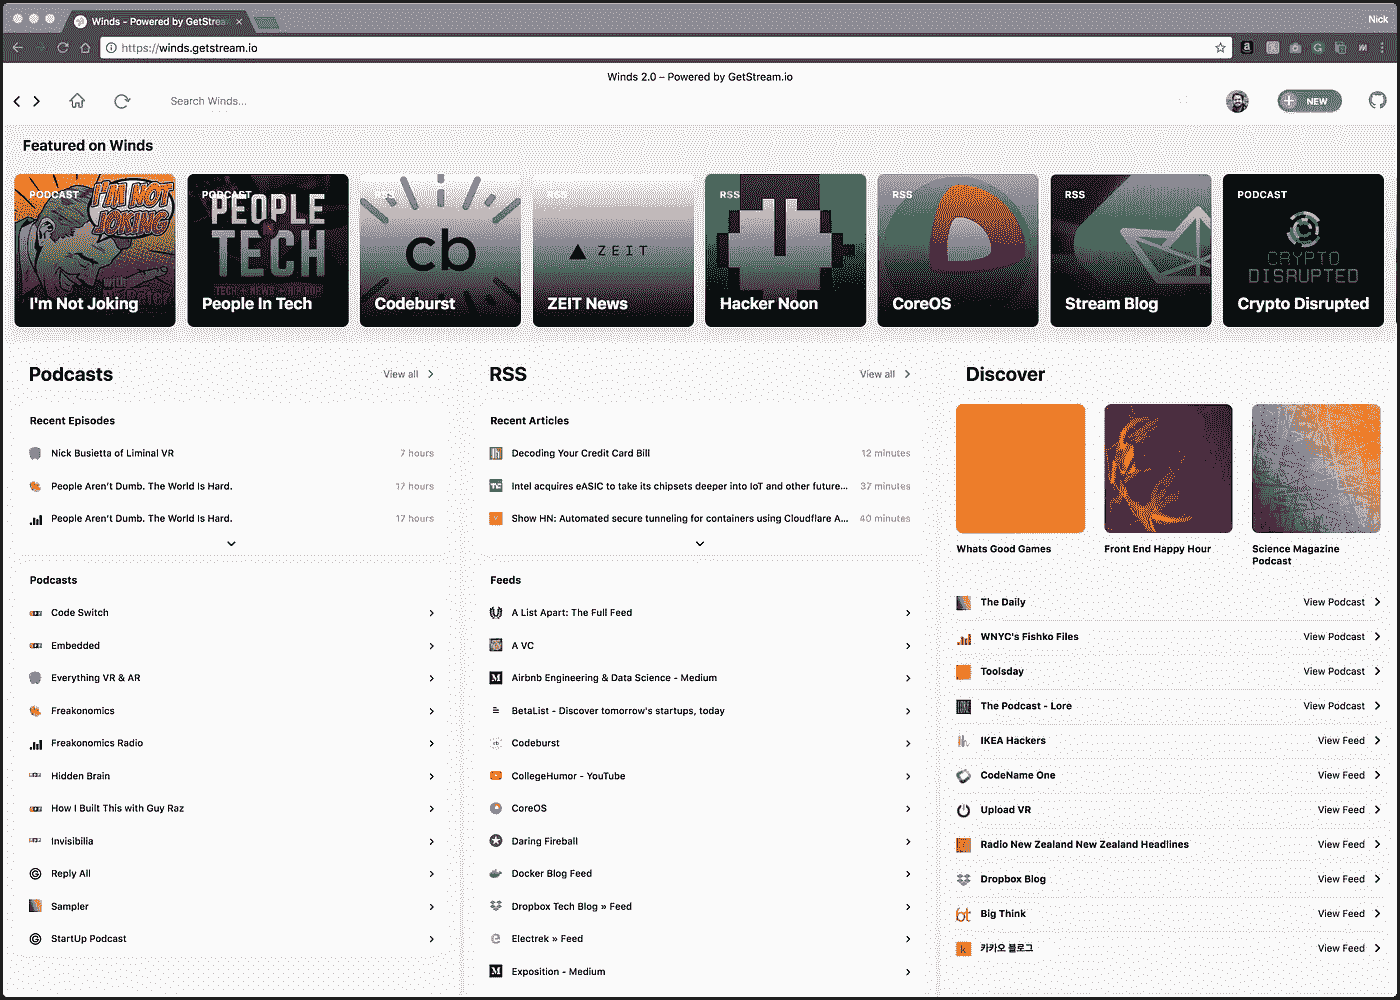 Winds - Powered by GetStrea
Nick
https://winds.getstream.io
Winds 2.0 – Powered by GetStream.io
Search Winds...
NEW
Featured on Winds
PODCAST
I'M NOT JOKING
I'm Not Joking
PODCAST
PEOPLE IN TECH
TECH + NEWS + HIP HOP
People In Tech
RSS
cb
Codeburst
RSS
ZEIT
ZEIT News
RSS
Hacker Noon
RSS
CoreOS
RSS
Stream Blog
PODCAST
CRYPTO
DISRUPTED
Crypto Disrupted
Podcasts
View all
Recent Episodes
Nick Busietta of Liminal VR 7 hours
People Aren't Dumb. The World Is Hard. 17 hours
People Aren't Dumb. The World Is Hard. 17 hours
Podcasts
Code Switch
Embedded
Everything VR & AR
Freakonomics
Freakonomics Radio
Hidden Brain
How I Built This with Guy Raz
Invisibilia
Reply All
Sampler
StartUp Podcast
RSS
View all
Recent Articles
Decoding Your Credit Card Bill 12 minutes
Intel acquires eASIC to take its chipsets deeper into IoT and other future... 37 minutes
Show HN: Automated secure tunneling for containers using Cloudflare A... 40 minutes
Feeds
A List Apart: The Full Feed
A VC
Airbnb Engineering & Data Science - Medium
BetaList - Discover tomorrow's startups, today
Codeburst
CollegeHumor - YouTube
CoreOS
Daring Fireball
Docker Blog Feed
Dropbox Tech Blog » Feed
Electrek » Feed
Exposition - Medium
Discover
Whats Good Games
Front End Happy Hour
Science Magazine
Podcast
The Daily View Podcast
WNYC's Fishko Files View Podcast
Toolsday View Podcast
The Podcast - Lore View Podcast
IKEA Hackers View Feed
CodeName One View Feed
Upload VR View Feed
Radio New Zealand New Zealand Headlines View Feed
Dropbox Blog View Feed
bt Big Think View Feed
k 카카오 블로그 View Feed